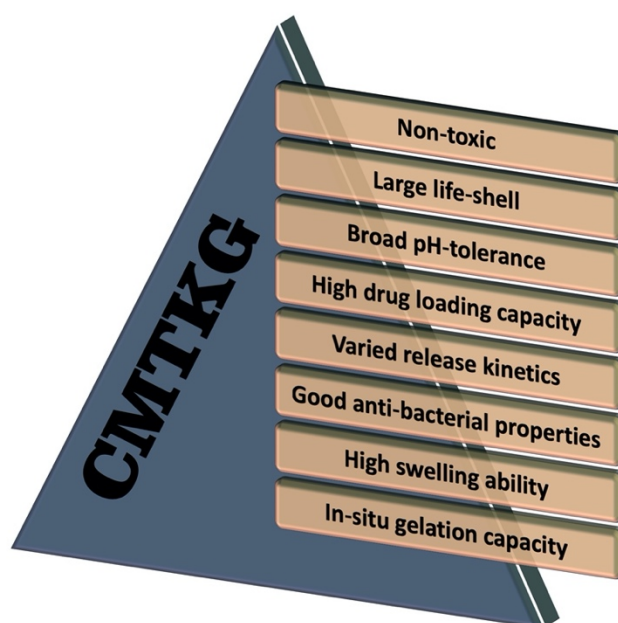 CMTKG
Non-toxic
Large life-shell
Broad pH-tolerance
High drug loading capacity
Varied release kinetics
Good anti-bacterial properties
High swelling ability
In-situ gelation capacity